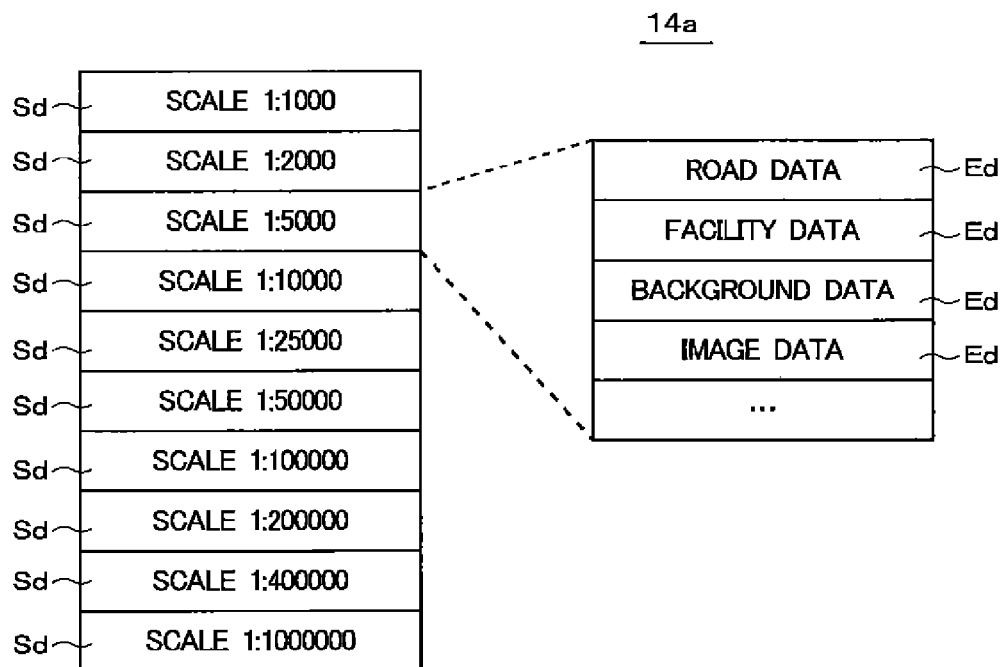 14a
Sd SCALE 1:1000
Sd SCALE 1:2000
Sd SCALE 1:5000
Sd SCALE 1:10000
Sd SCALE 1:25000
Sd SCALE 1:50000
Sd SCALE 1:100000
Sd SCALE 1:200000
Sd SCALE 1:400000
Sd SCALE 1:1000000
ROAD DATA Ed
FACILITY DATA Ed
BACKGROUND DATA Ed
IMAGE DATA Ed
...